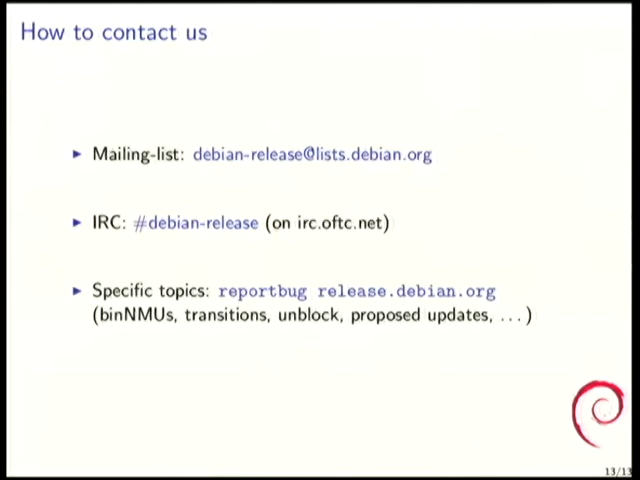 How to contact us
▶ Mailing-list: debian-release@lists.debian.org
▶ IRC: #debian-release (on irc.oftc.net)
▶ Specific topics: reportbug release.debian.org
(binNMUs, transitions, unblock, proposed updates, ...)
13/13